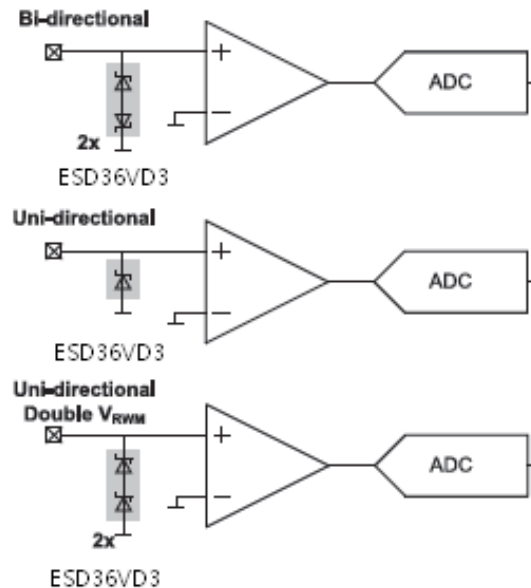 Bi-directional
+
−
ADC
2x
ESD36VD3
Uni-directional
+
−
ADC
ESD36VD3
Uni-directional
Double VRWM
+
−
ADC
2x
ESD36VD3